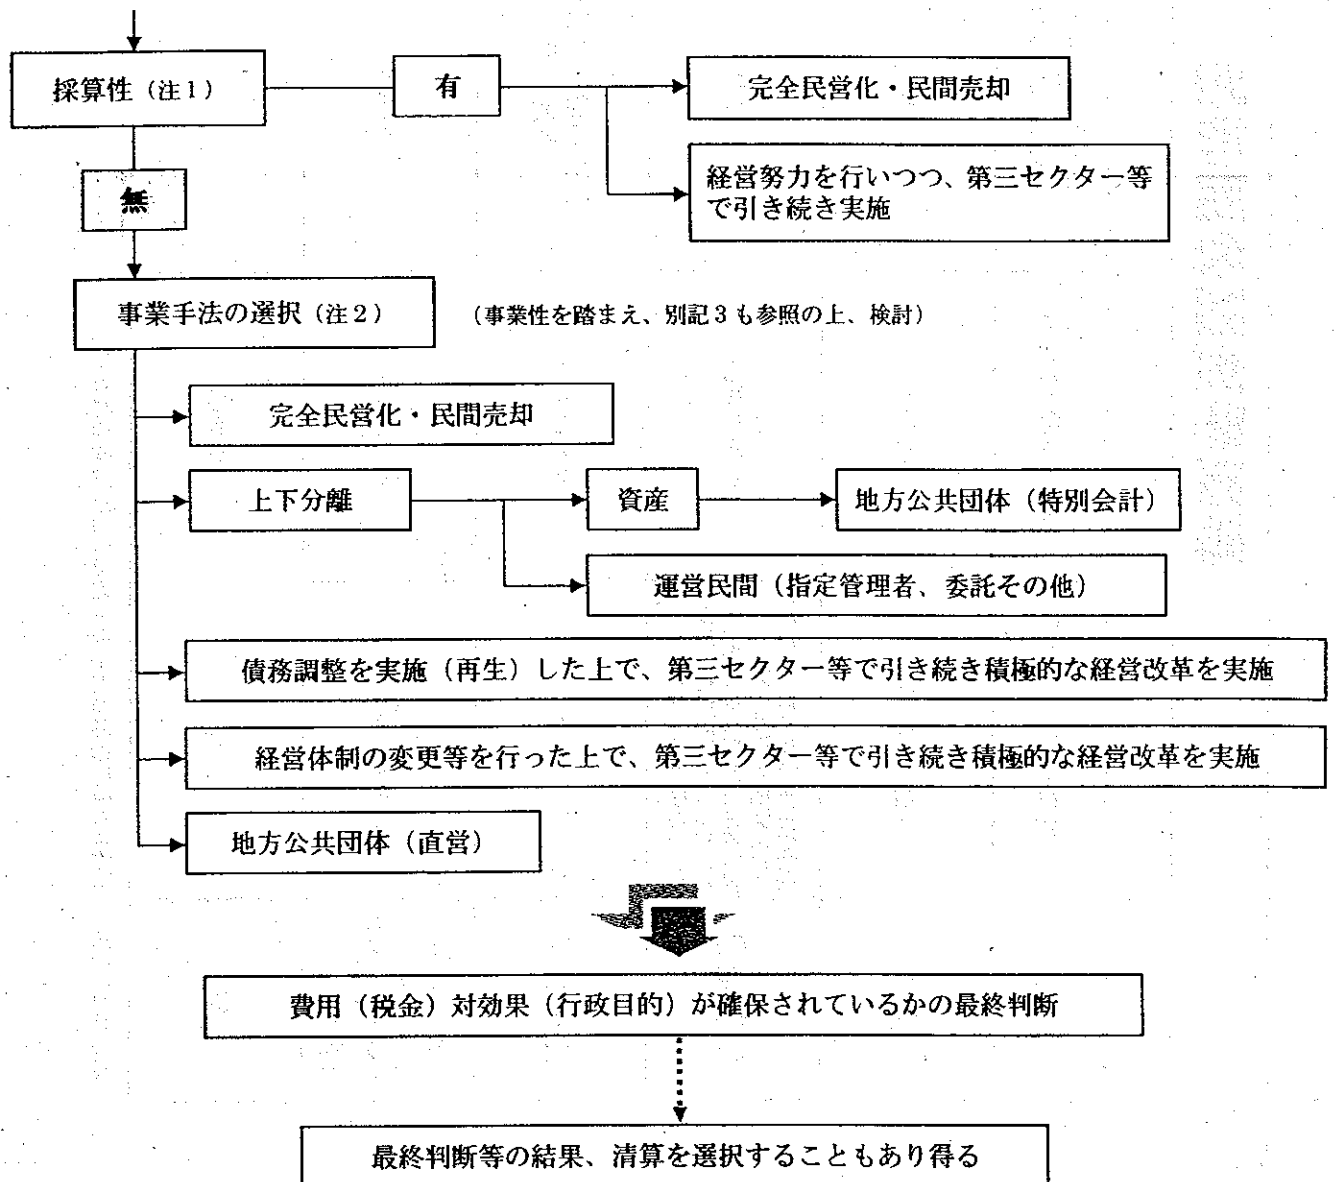 採算性(注1)
有
完全民営化・民間売却
経営努力を行いつつ、第三セクター等
で引き続き実施
無
事業手法の選択(注2)
(事業性を踏まえ、別記3も参照の上、検討)
完全民営化・民間売却
上下分離
資産
地方公共団体(特別会計)
運営民間(指定管理者、委託その他)
債務調整を実施(再生)した上で、第三セクター等で引き続き積極的な経営改革を実施
経営体制の変更等を行った上で、第三セクター等で引き続き積極的な経営改革を実施
地方公共団体(直営)
費用(税金)対効果(行政目的)が確保されているかの最終判断
最終判断等の結果、清算を選択することもあり得る